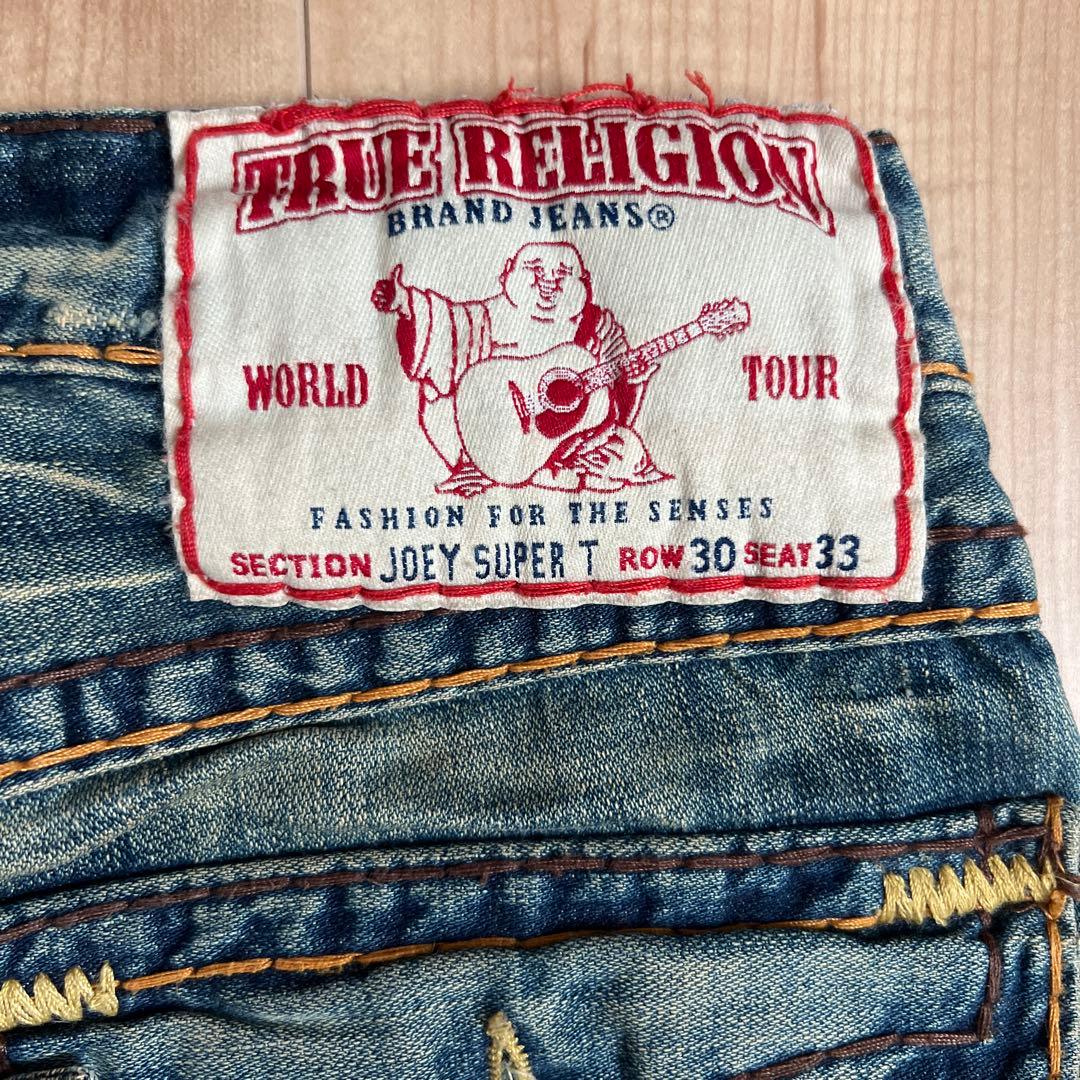 TRUE RELIGION
BRAND JEANS®
WORLD TOUR
FASHION FOR THE SENSES
SECTION JOEY SUPER T ROW 30 SEAT 33